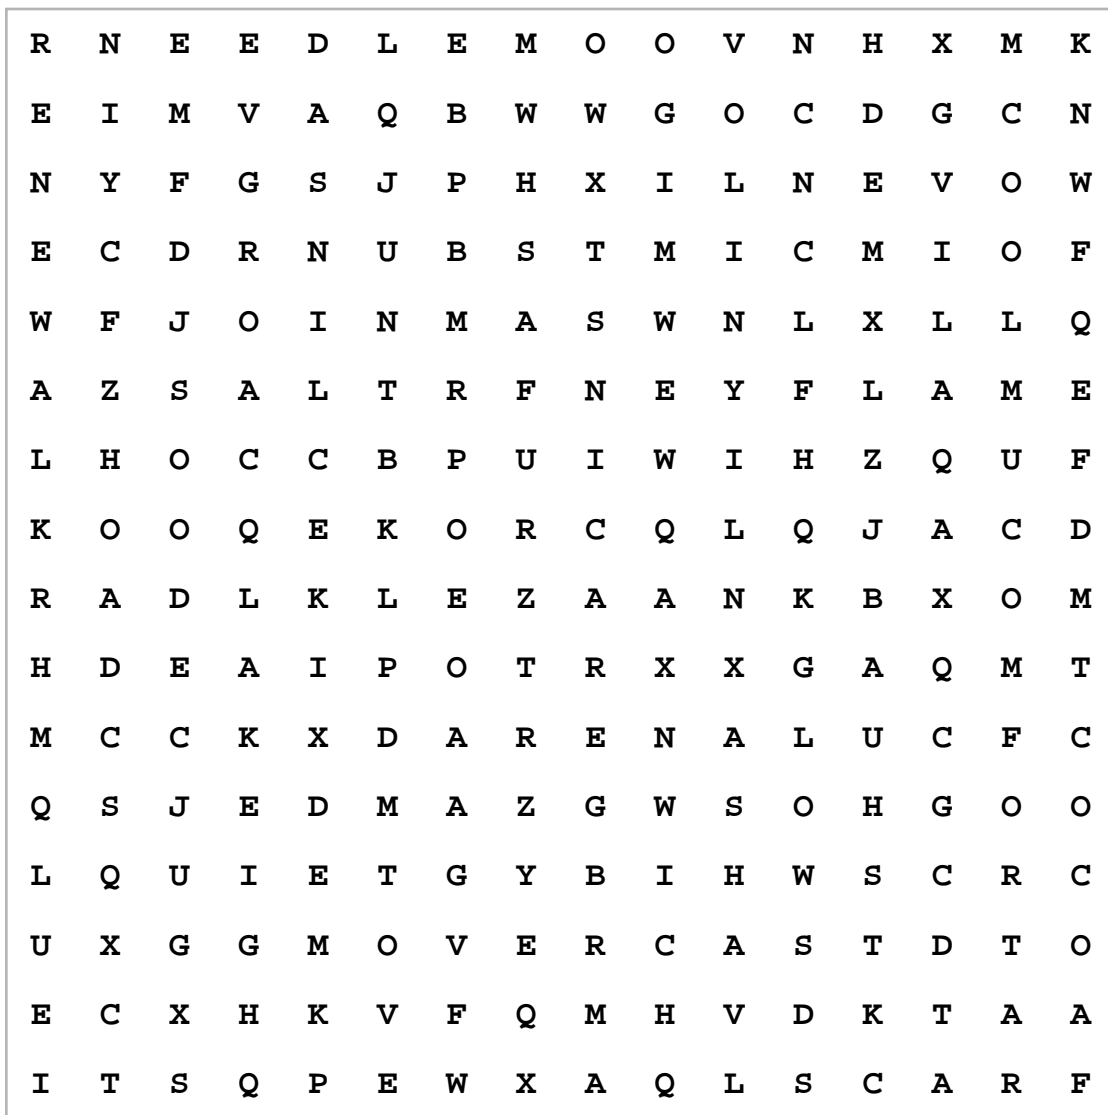 R N E E D L E M O O V N H X M K
E I M V A Q B W W G O C D G C N
N Y F G S J P H X I L N E V O W
E C D R N U B S T M I C M I O F
W F J O I N M A S W N L X L L Q
A Z S A L T R F N E Y F L A M E
L H O C C B P U I W I H Z Q U F
K O O Q E K O R C Q L Q J A C D
R A D L K L E Z A A N K B X O M
H D E A I P O T R X X G A Q M T
M C C K X D A R E N A L U C F C
Q S J E D M A Z G W S O H G O O
L Q U I E T G Y B I H W S C R C
U X G G M O V E R C A S T D T O
E C X H K V F Q M H V D K T A A
I T S Q P E W X A Q L S C A R F